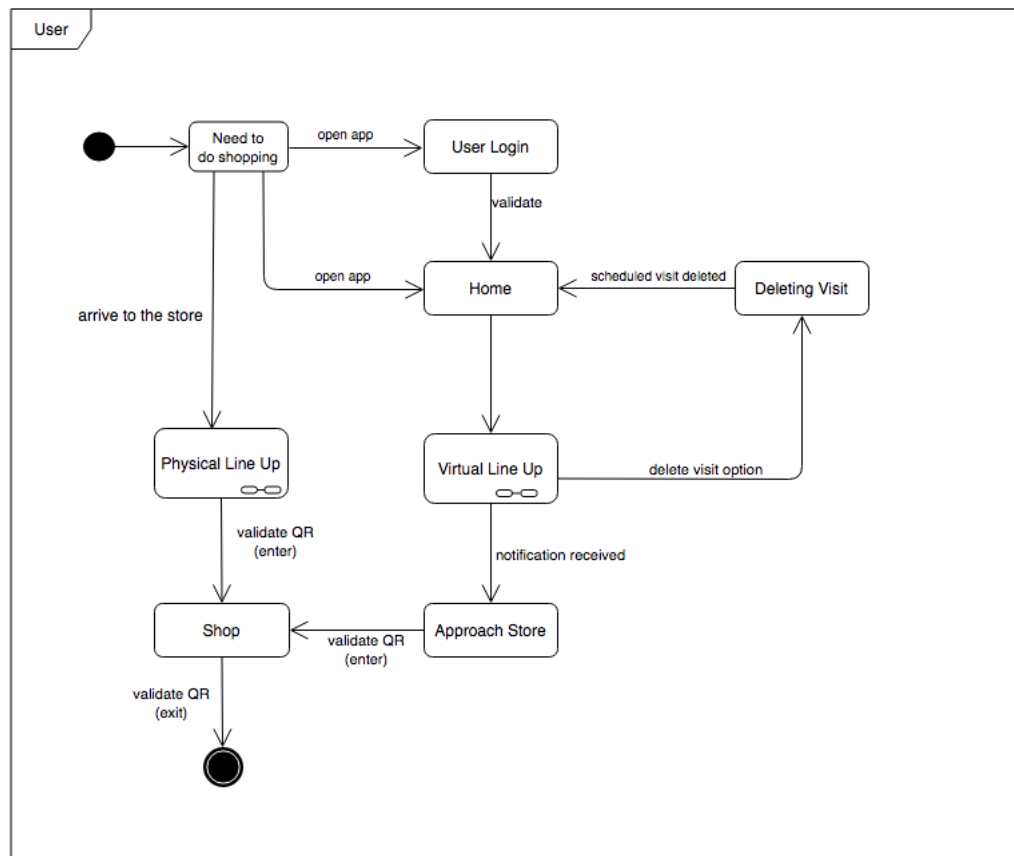 User
Need to
do shopping
open app
User Login
validate
open app
Home
scheduled visit deleted
Deleting Visit
arrive to the store
Physical Line Up
Virtual Line Up
delete visit option
validate QR
(enter)
notification received
Shop
validate QR
(enter)
Approach Store
validate QR
(exit)